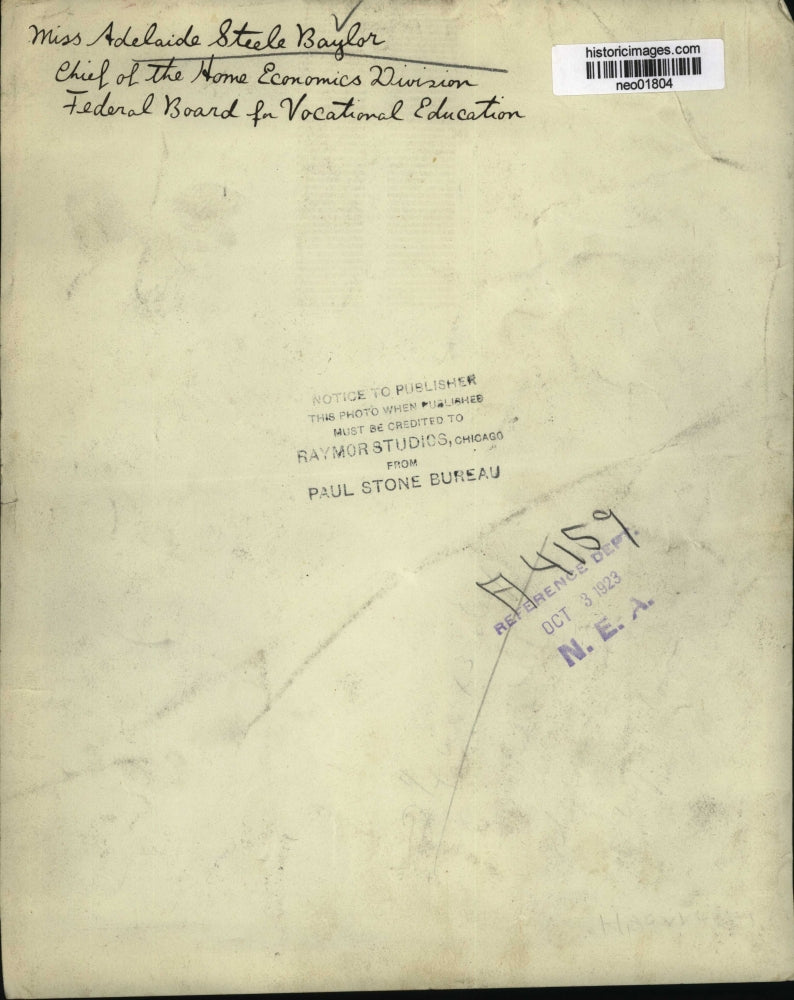 Miss Adelaide Steele Baylor
Chief of the Home Economics Division
Federal Board for Vocational Education
historicimages.com
neo01804
NOTICE TO PUBLISHER
THIS PHOTO WHEN PUBLISHED
MUST BE CREDITED TO
RAYMOR STUDIOS, CHICAGO
FROM
PAUL STONE BUREAU
A 4159
REFERENCE DEPT.
OCT 3 1923
N. E. A.